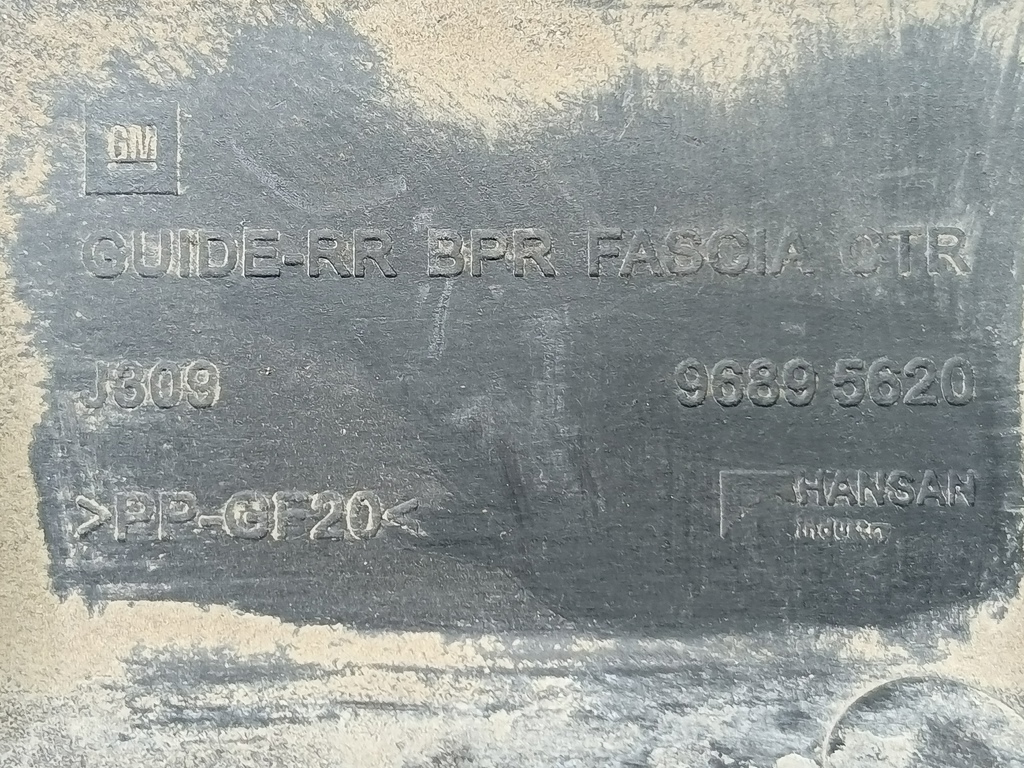 GM
GUIDE-RR BPR FASCIA CTR
J309 9689 5620
>PP-GF20< HANSAN